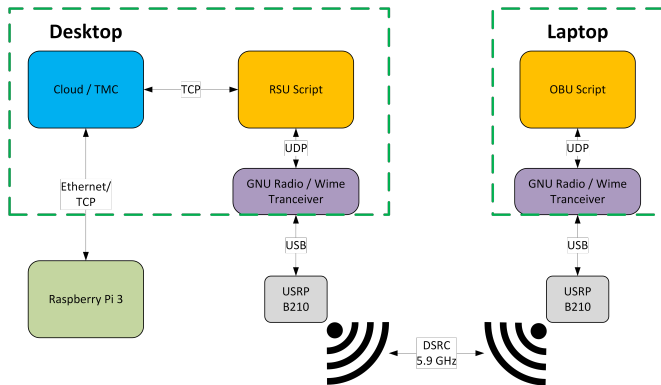 Desktop
Laptop
Cloud / TMC
TCP
RSU Script
OBU Script
UDP
UDP
Ethernet/
TCP
GNU Radio / Wime
Tranceiver
GNU Radio / Wime
Tranceiver
USB
USB
Raspberry Pi 3
USRP
B210
USRP
B210
DSRC
5.9 GHz